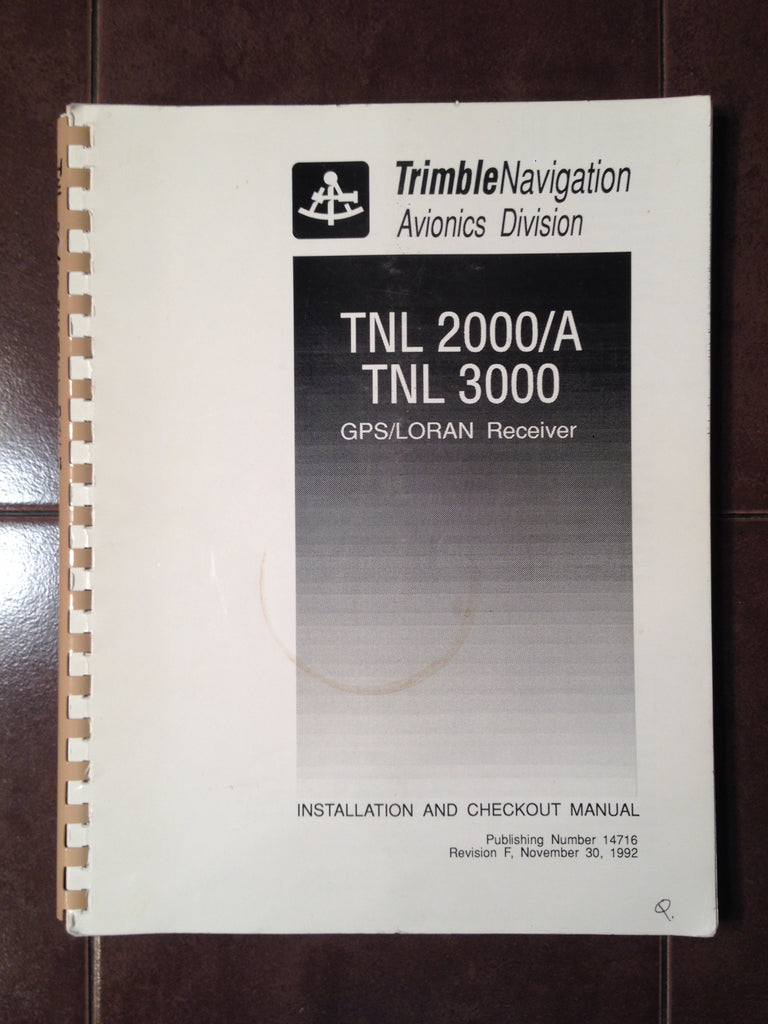 TrimbleNavigation
Avionics Division
TNL 2000/A
TNL 3000
GPS/LORAN Receiver
INSTALLATION AND CHECKOUT MANUAL
Publishing Number 14716
Revision F, November 30, 1992